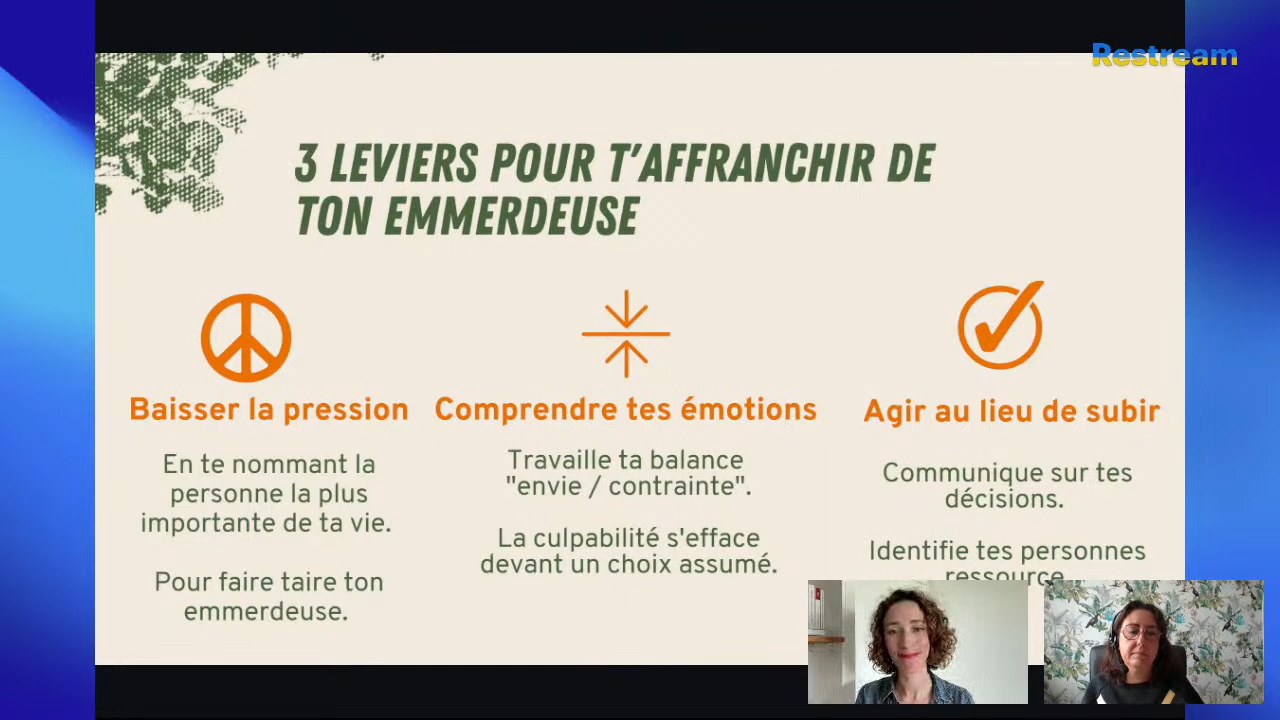 Restream
3 LEVIERS POUR T'AFFRANCHIR DE
TON EMMERDEUSE
Baisser la pression
En te nommant la
personne la plus
importante de ta vie.
Pour faire taire ton
emmerdeuse.
Comprendre tes émotions
Travaille ta balance
"envie / contrainte".
La culpabilité s'efface
devant un choix assumé.
Agir au lieu de subir
Communique sur tes
décisions.
Identifie tes personnes
ressource